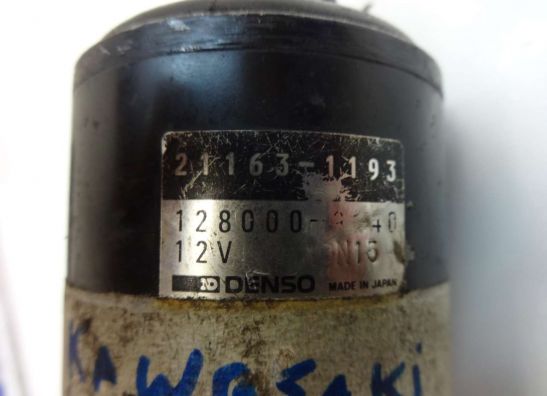 21163-1193
12V
DENSO MADE IN JAPAN
KAWASAKI